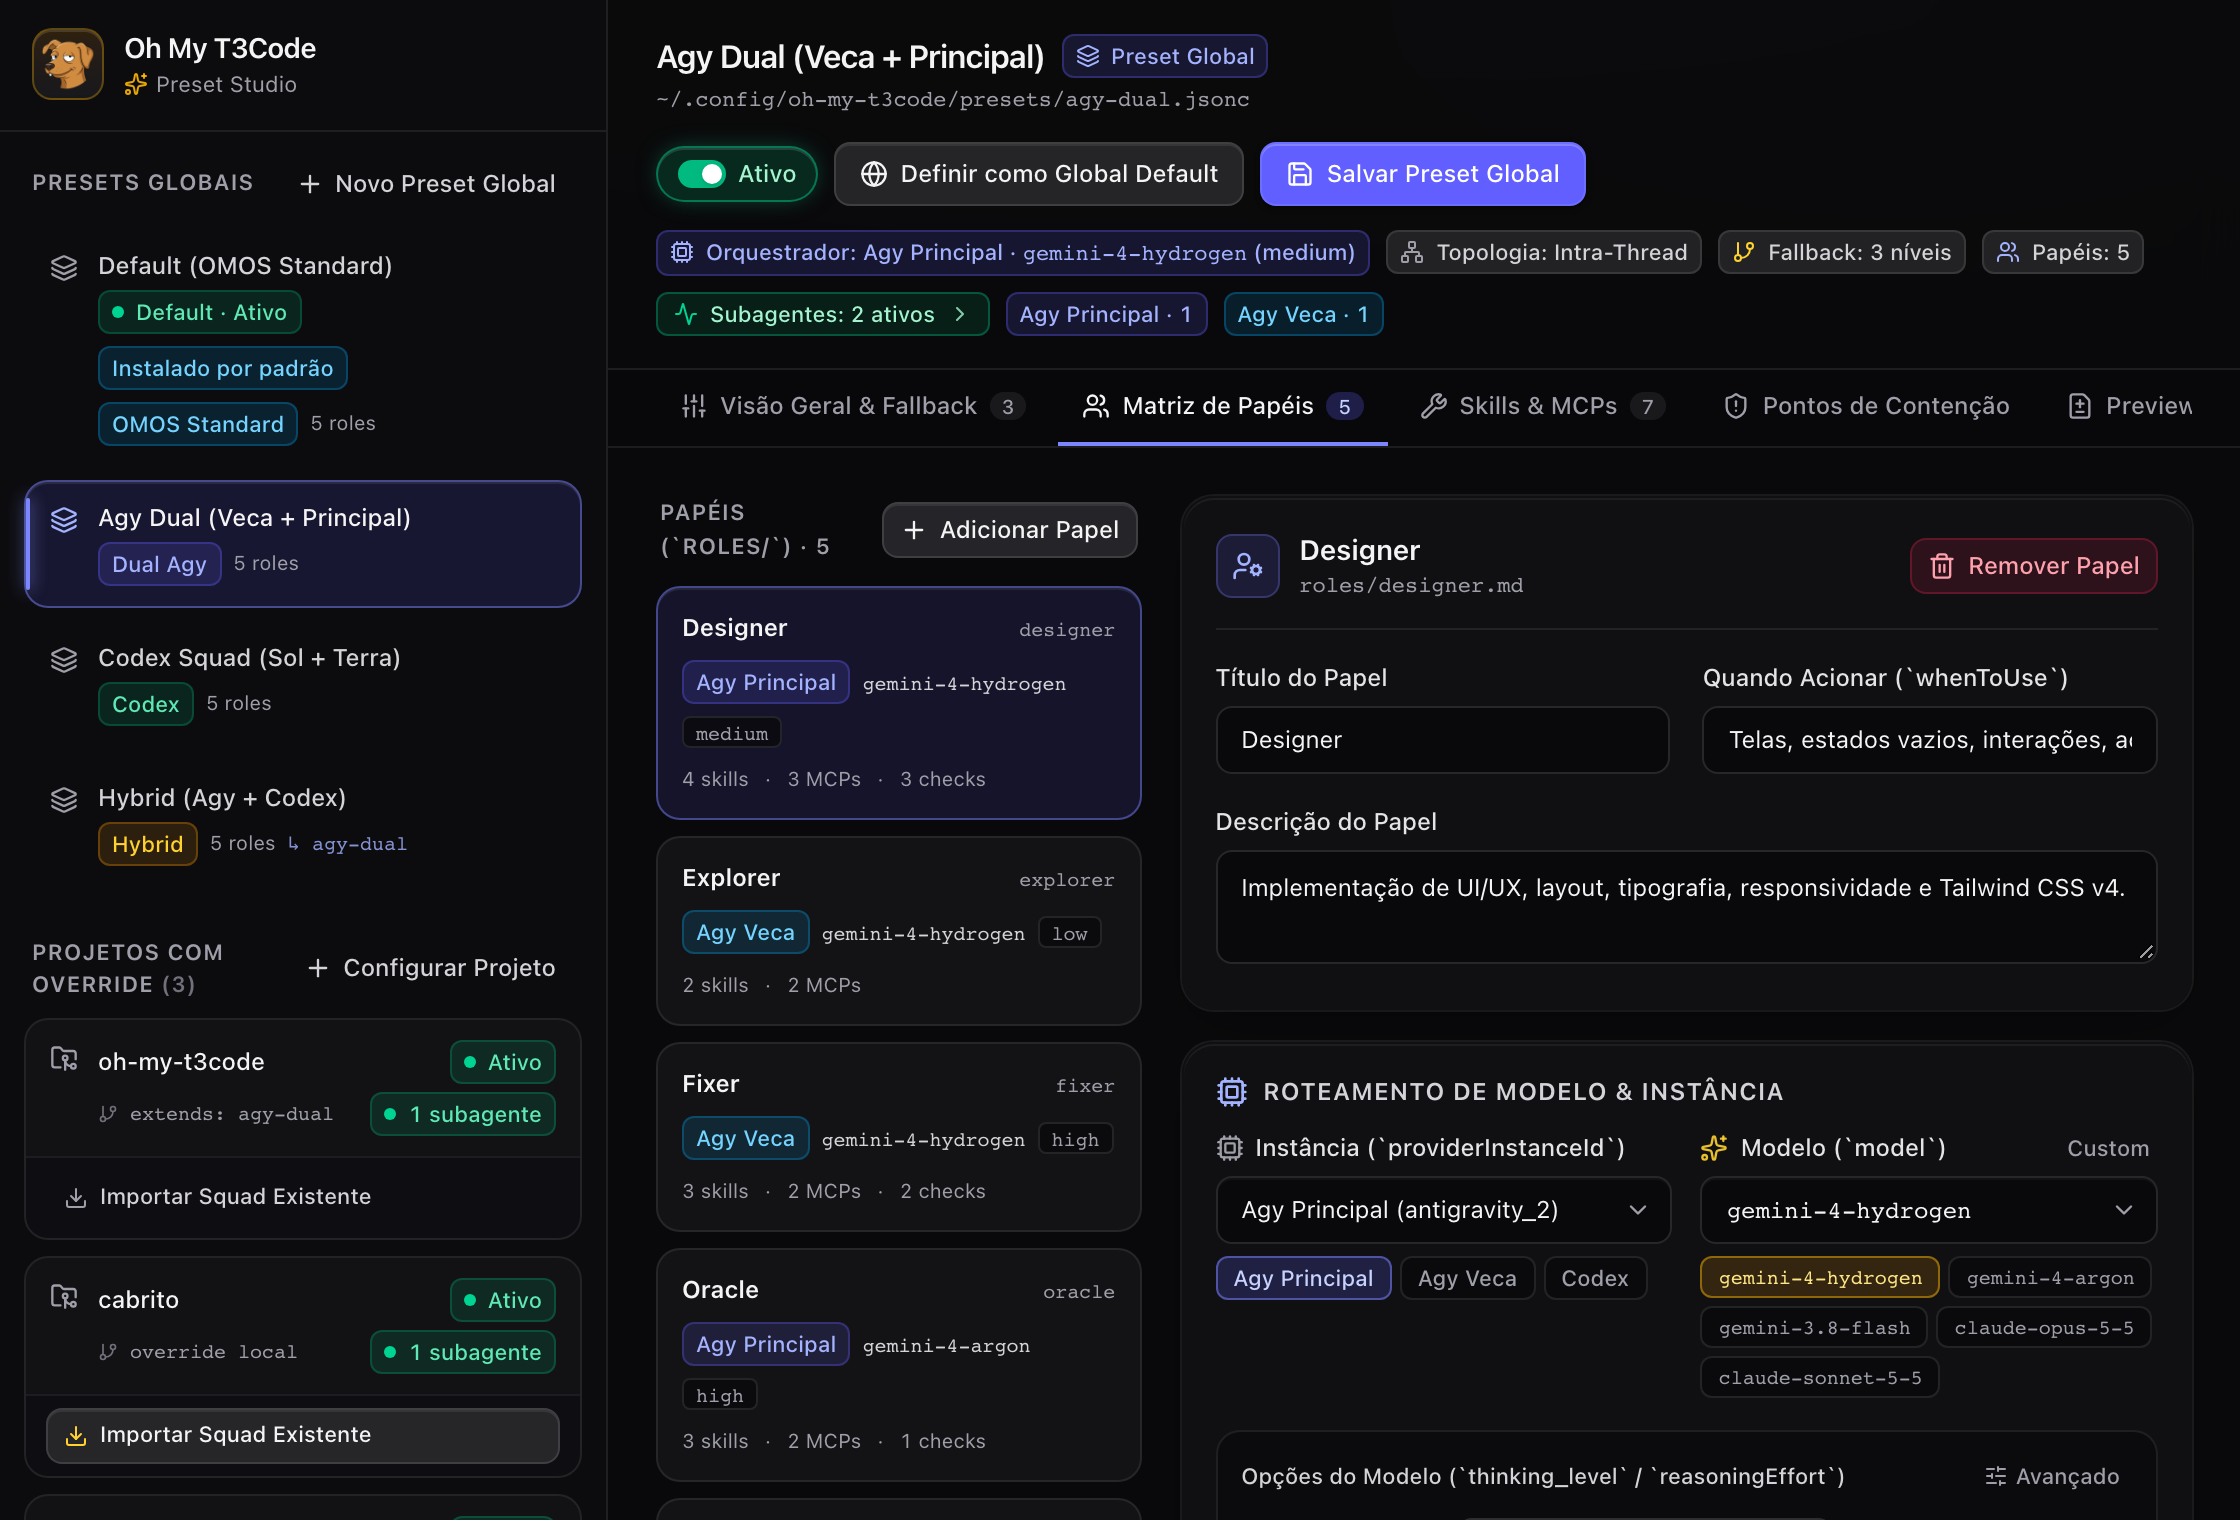 Oh My T3Code
Preset Studio
PRESETS GLOBAIS
Novo Preset Global
Default (OMOS Standard)
Default · Ativo
Instalado por padrão
OMOS Standard
5 roles
Agy Dual (Veca + Principal)
Dual Agy
5 roles
Codex Squad (Sol + Terra)
Codex
5 roles
Hybrid (Agy + Codex)
Hybrid
5 roles ↳ agy-dual
PROJETOS COM
OVERRIDE (3)
Configurar Projeto
oh-my-t3code
Ativo
extends: agy-dual
1 subagente
Importar Squad Existente
cabrito
Ativo
override local
1 subagente
Importar Squad Existente
Agy Dual (Veca + Principal)
Preset Global
~/.config/oh-my-t3code/presets/agy-dual.jsonc
Ativo
Definir como Global Default
Salvar Preset Global
Orquestrador: Agy Principal · gemini-4-hydrogen (medium)
Topologia: Intra-Thread
Fallback: 3 níveis
Papéis: 5
Subagentes: 2 ativos
Agy Principal · 1
Agy Veca · 1
Visão Geral & Fallback 3
Matriz de Papéis 5
Skills & MCPs 7
Pontos de Contenção
Preview
PAPÉIS
(`ROLES/`) · 5
Adicionar Papel
Designer
designer
Agy Principal
gemini-4-hydrogen
medium
4 skills · 3 MCPs · 3 checks
Explorer
explorer
Agy Veca
gemini-4-hydrogen
low
2 skills · 2 MCPs
Fixer
fixer
Agy Veca
gemini-4-hydrogen
high
3 skills · 2 MCPs · 2 checks
Oracle
oracle
Agy Principal
gemini-4-argon
high
3 skills · 2 MCPs · 1 checks
Designer
roles/designer.md
Remover Papel
Título do Papel
Designer
Quando Acionar (`whenToUse`)
Telas, estados vazios, interações,
Descrição do Papel
Implementação de UI/UX, layout, tipografia, responsividade e Tailwind CSS v4.
ROTEAMENTO DE MODELO & INSTÂNCIA
Instância (`providerInstanceId`)
Agy Principal (antigravity_2)
Agy Principal
Agy Veca
Codex
Modelo (`model`)
Custom
gemini-4-hydrogen
gemini-4-hydrogen
gemini-4-argon
gemini-3.8-flash
claude-opus-5-5
claude-sonnet-5-5
Opções do Modelo (`thinking_level` / `reasoningEffort`)
Avançado